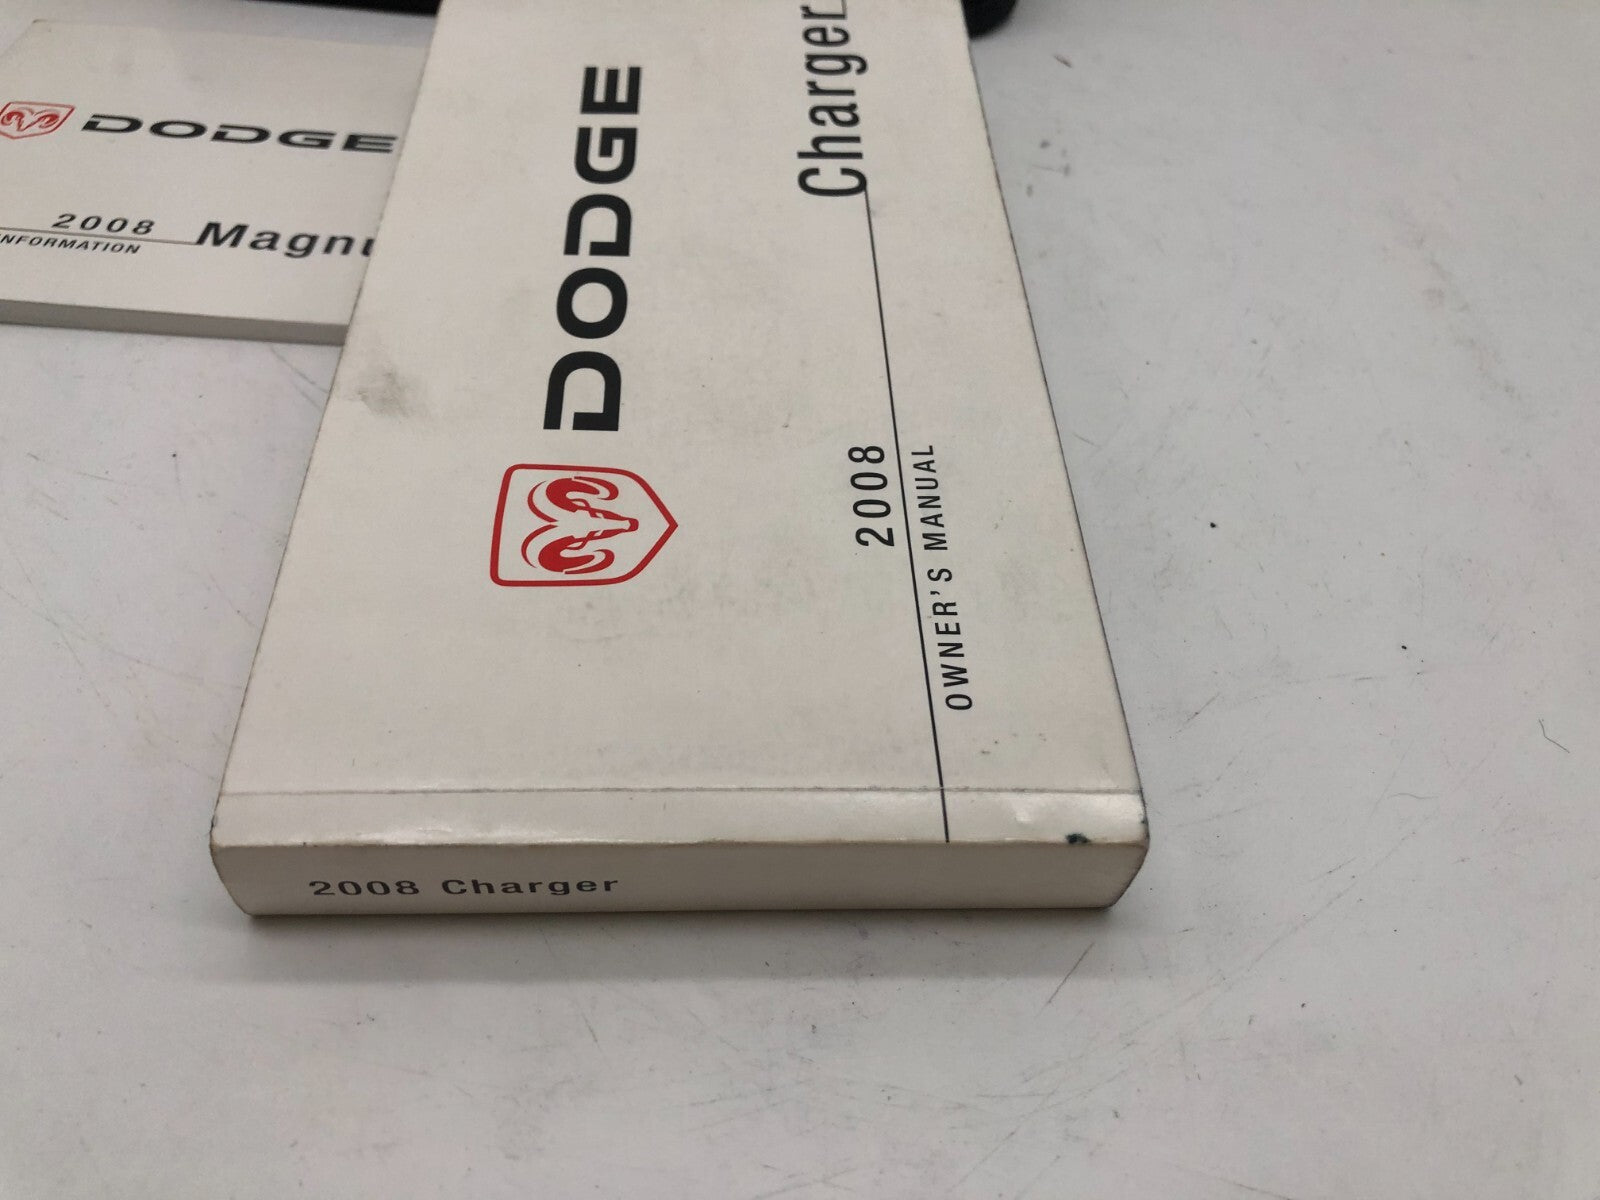 DODGE
2008
INFORMATION
DODGE
Charger
2008
OWNER'S MANUAL
2008 Charger